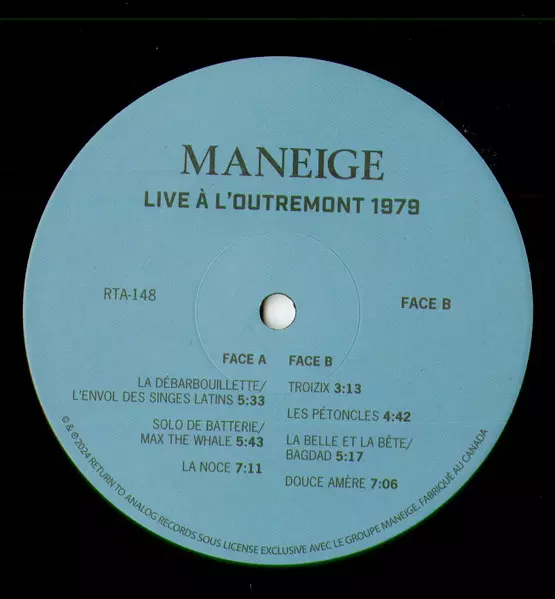 MANEIGE
LIVE À L'OUTREMONT 1979
RTA-148
FACE B
FACE A
LA DÉBARBOUILLETTE/
L'ENVOL DES SINGES LATINS 5:33
SOLO DE BATTERIE/
MAX THE WHALE 5:43
LA NOCE 7:11
FACE B
TROIZIX 3:13
LES PÉTONCLES 4:42
LA BELLE ET LA BÊTE/
BAGDAD 5:17
DOUCE AMÈRE 7:06
© & ℗ 2024 RETURN TO ANALOG RECORDS SOUS LICENSE EXCLUSIVE AVEC LE GROUPE MANEIGE. FABRIQUÉ AU CANADA